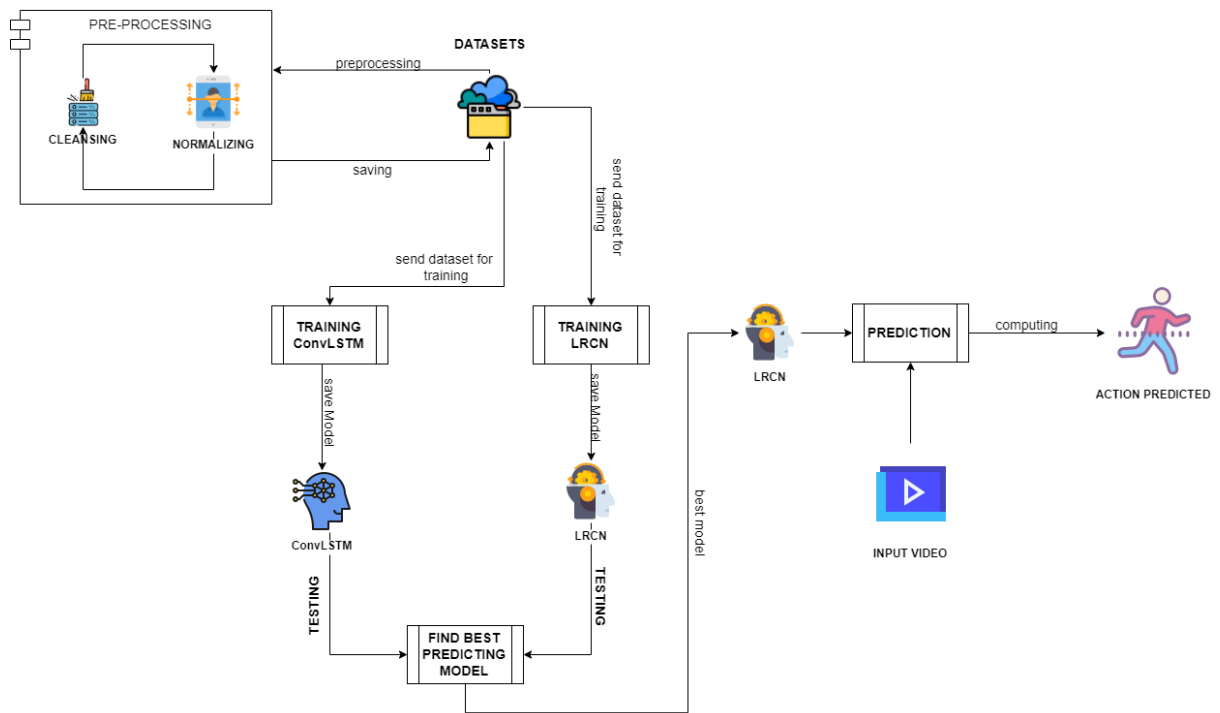 PRE-PROCESSING
CLEANSING
NORMALIZING
DATASETS
preprocessing
saving
send dataset for
training
send dataset for
training
TRAINING
ConvLSTM
TRAINING
LRCN
save Model
save Model
ConvLSTM
LRCN
TESTING
TESTING
FIND BEST
PREDICTING
MODEL
best model
LRCN
PREDICTION
computing
ACTION PREDICTED
INPUT VIDEO